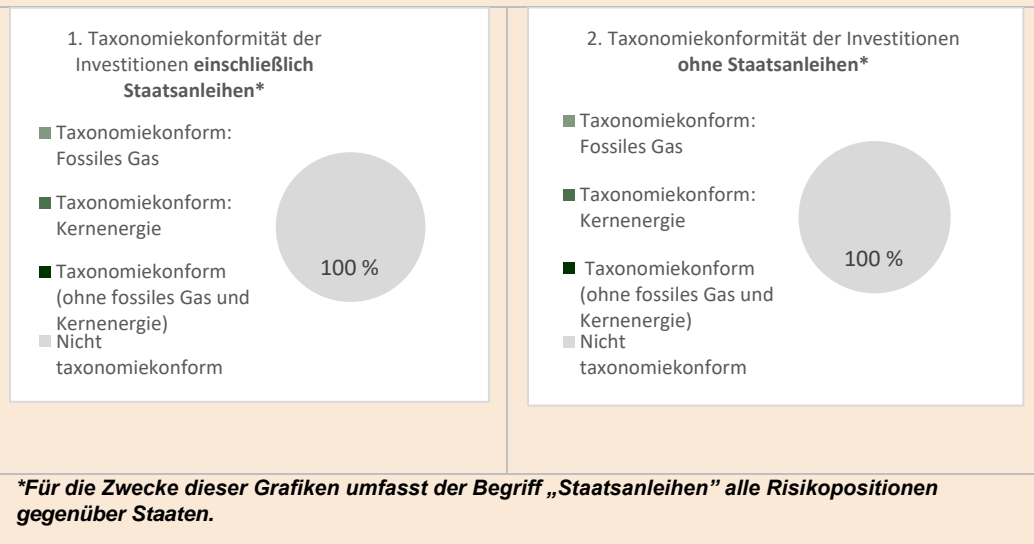 1. Taxonomiekonformität der
Investitionen einschließlich
Staatsanleihen*
Taxonomiekonform:
Fossiles Gas
Taxonomiekonform:
Kernenergie
Taxonomiekonform
(ohne fossiles Gas und
Kernenergie)
Nicht
taxonomiekonform
100 %
2. Taxonomiekonformität der Investitionen
ohne Staatsanleihen*
Taxonomiekonform:
Fossiles Gas
Taxonomiekonform:
Kernenergie
Taxonomiekonform
(ohne fossiles Gas und
Kernenergie)
Nicht
taxonomiekonform
100 %
*Für die Zwecke dieser Grafiken umfasst der Begriff „Staatsanleihen” alle Risikopositionen
gegenüber Staaten.